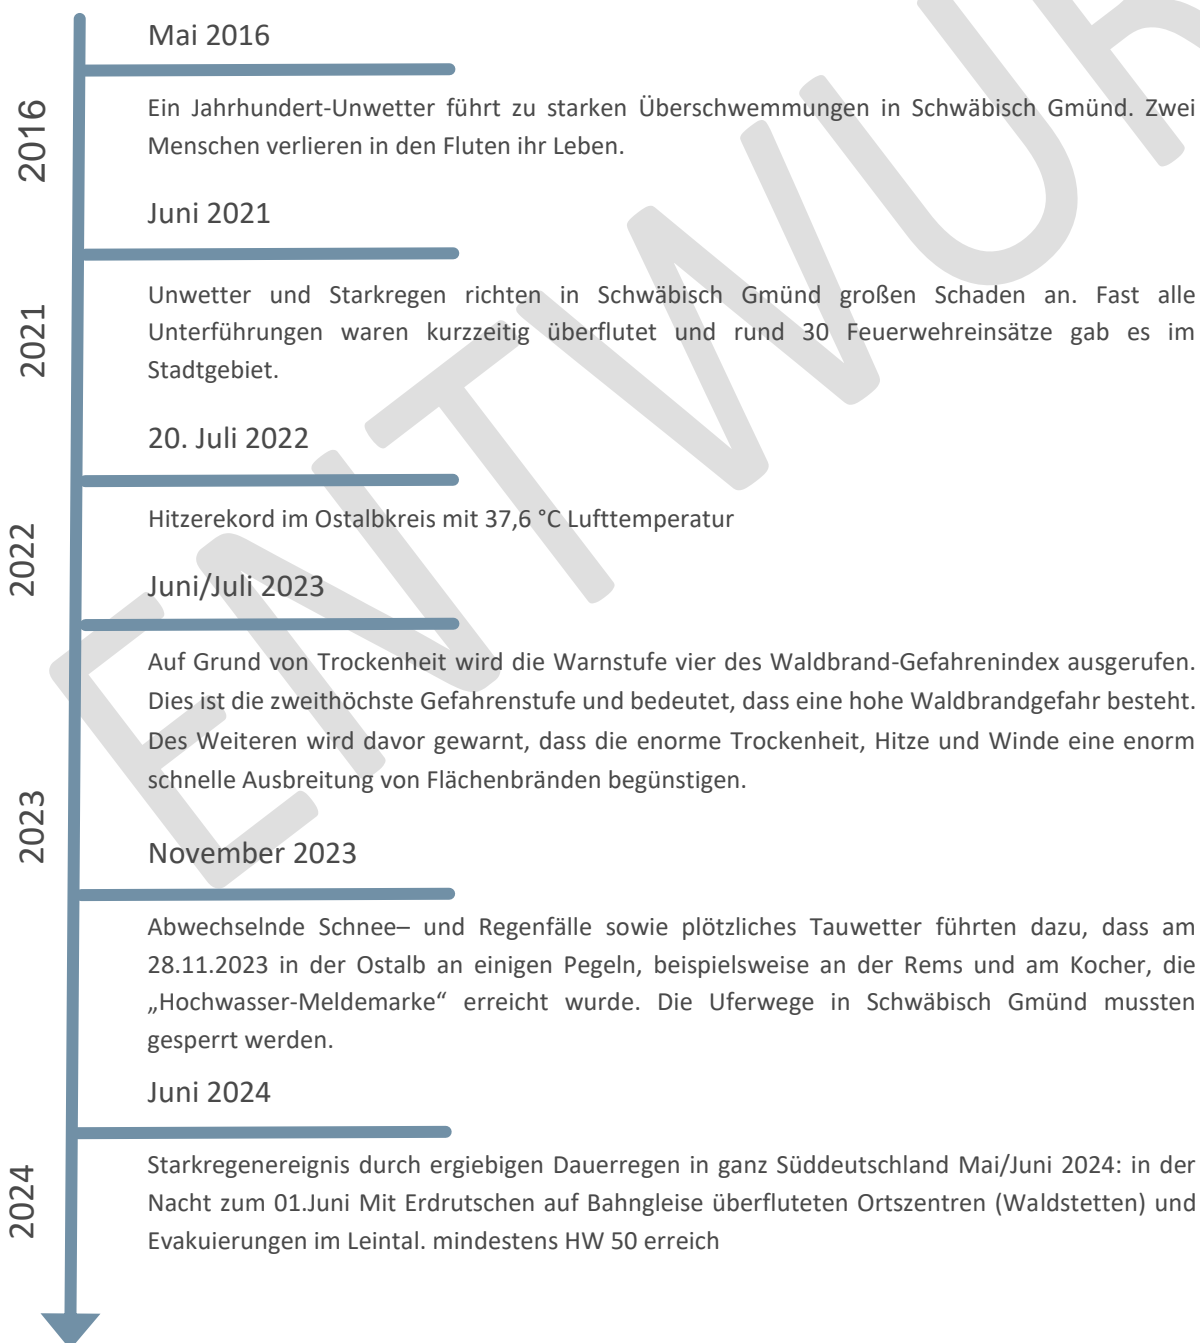 Mai 2016
2016
Ein Jahrhundert-Unwetter führt zu starken Überschwemmungen in Schwäbisch Gmünd. Zwei
Menschen verlieren in den Fluten ihr Leben.
Juni 2021
2021
Unwetter und Starkregen richten in Schwäbisch Gmünd großen Schaden an. Fast alle
Unterführungen waren kurzzeitig überflutet und rund 30 Feuerwehreinsätze gab es im
Stadtgebiet.
20. Juli 2022
2022
Hitzerekord im Ostalbkreis mit 37,6 °C Lufttemperatur
Juni/Juli 2023
2023
Auf Grund von Trockenheit wird die Warnstufe vier des Waldbrand-Gefahrenindex ausgerufen.
Dies ist die zweithöchste Gefahrenstufe und bedeutet, dass eine hohe Waldbrandgefahr besteht.
Des Weiteren wird davor gewarnt, dass die enorme Trockenheit, Hitze und Winde eine enorm
schnelle Ausbreitung von Flächenbränden begünstigen.
November 2023
Abwechselnde Schnee– und Regenfälle sowie plötzliches Tauwetter führten dazu, dass am
28.11.2023 in der Ostalb an einigen Pegeln, beispielsweise an der Rems und am Kocher, die
„Hochwasser-Meldemarke“ erreicht wurde. Die Uferwege in Schwäbisch Gmünd mussten
gesperrt werden.
Juni 2024
2024
Starkregenereignis durch ergiebigen Dauerregen in ganz Süddeutschland Mai/Juni 2024: in der
Nacht zum 01.Juni Mit Erdrutschen auf Bahngleise überfluteten Ortszentren (Waldstetten) und
Evakuierungen im Leintal. mindestens HW 50 erreich
ENTWUR